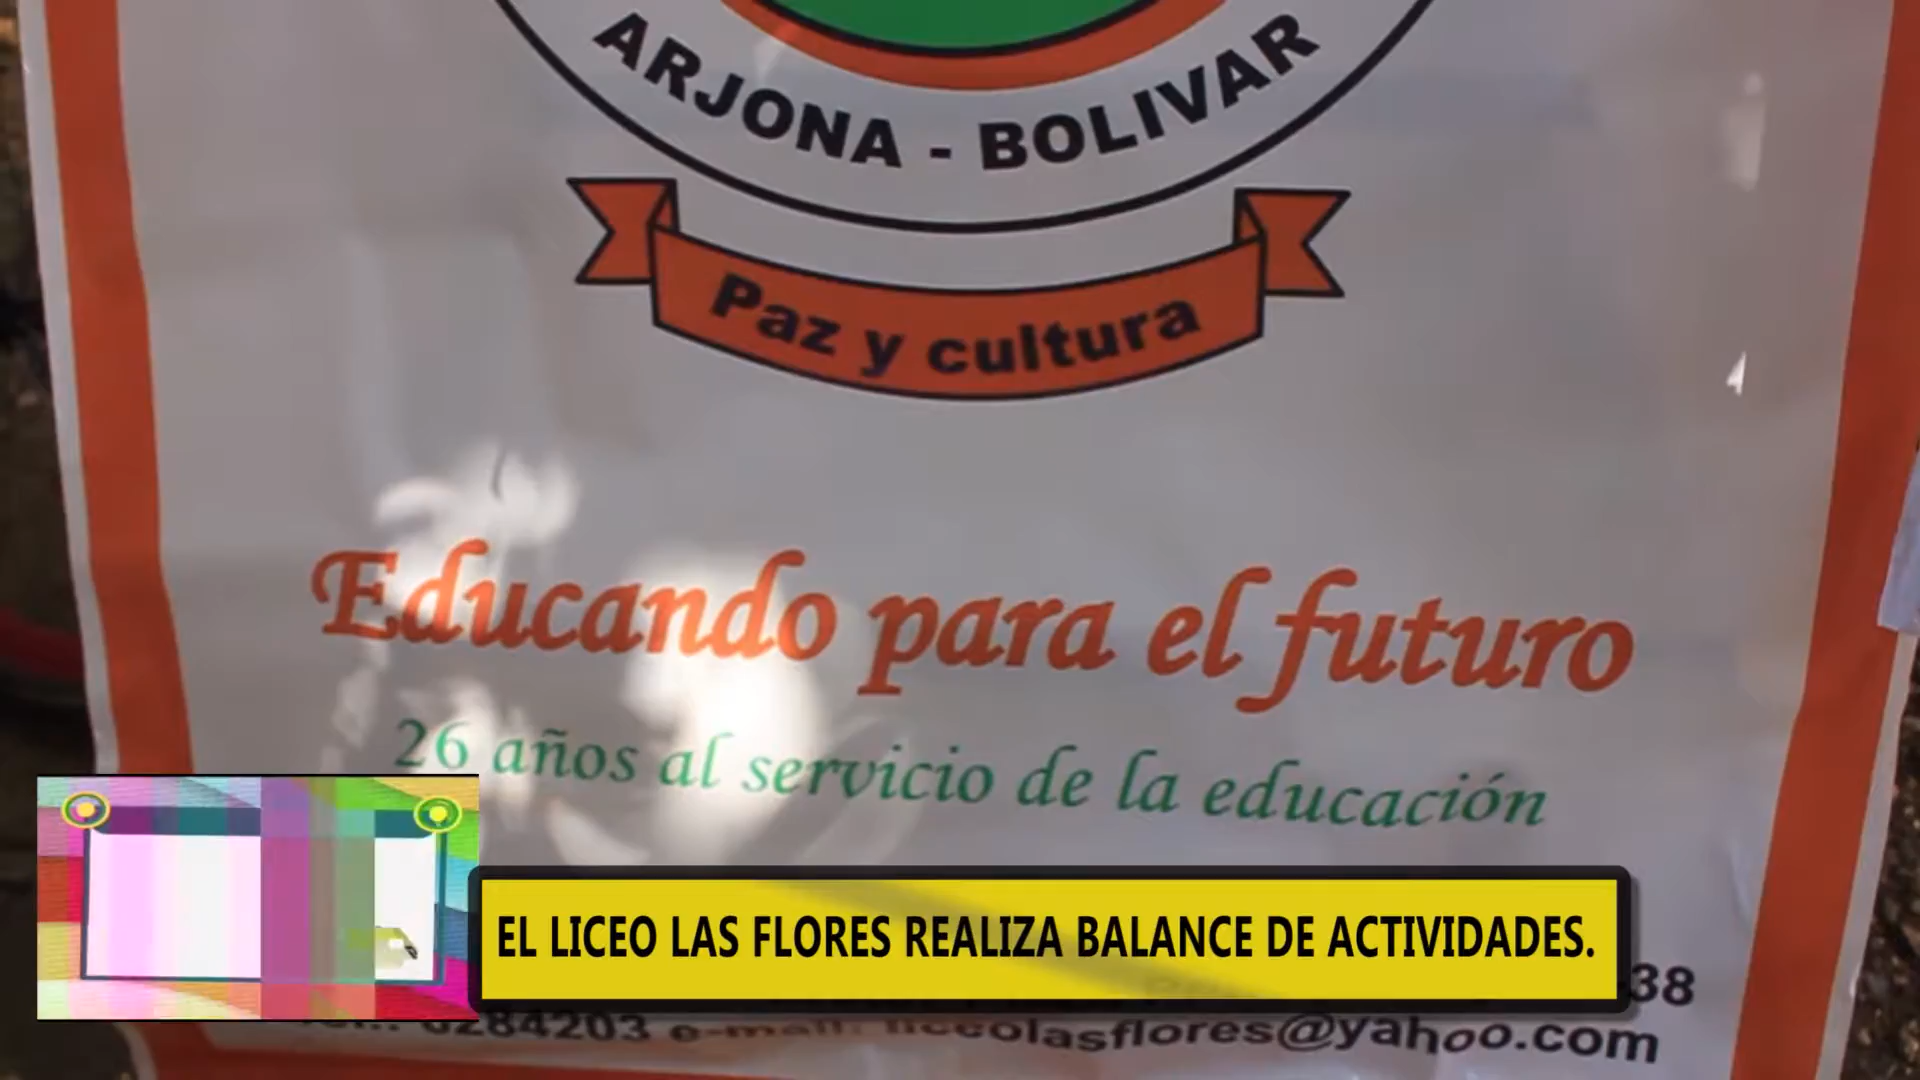 ARJONA - BOLIVAR
Paz y cultura
Educando para el futuro
26 años al servicio de la educación
EL LICEO LAS FLORES REALIZA BALANCE DE ACTIVIDADES.
38
6284203 e-mail: liceolasflores@yahoo.com